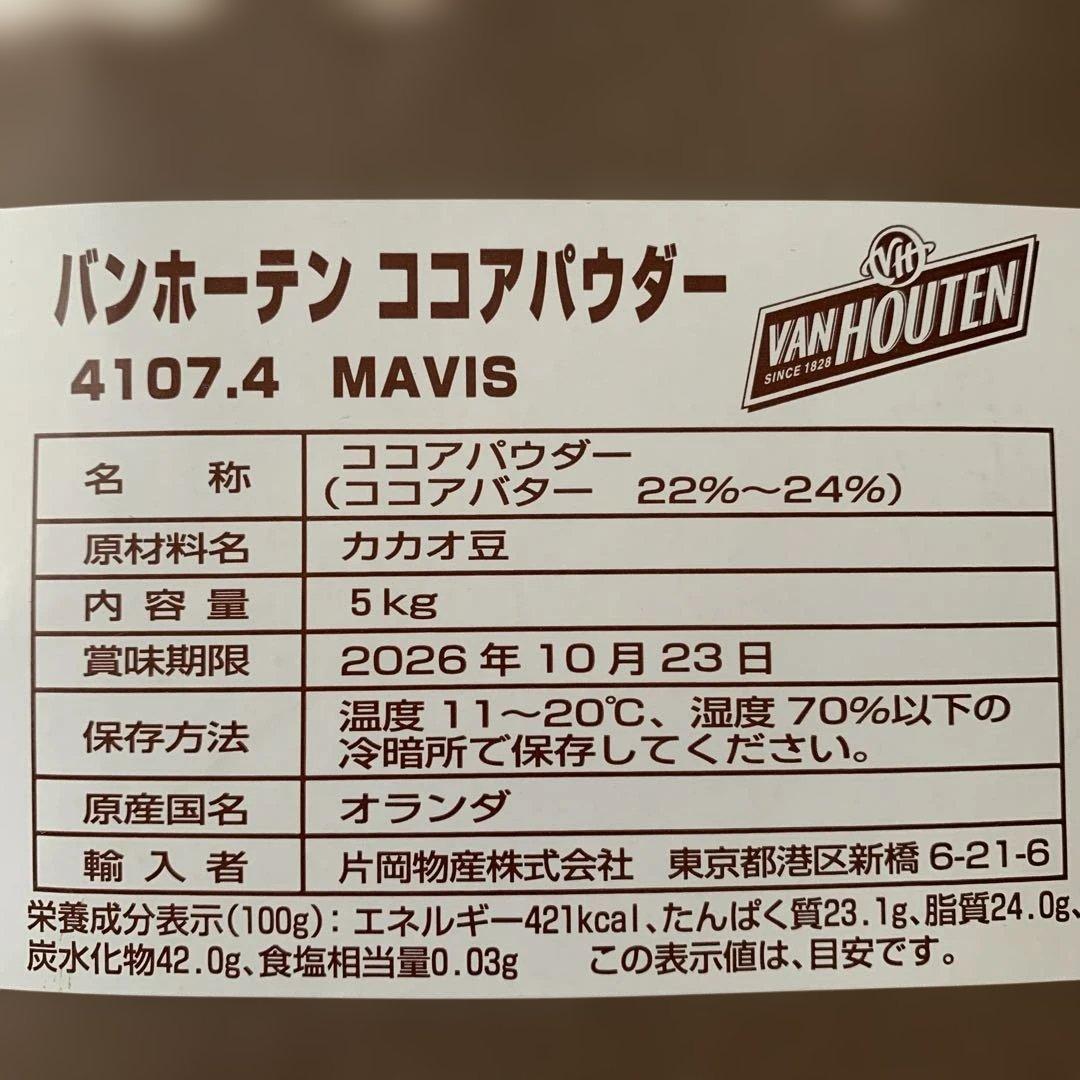 バンホーテン ココアパウダー
4107.4 MAVIS
VH
VAN HOUTEN
SINCE 1828
名 称 ココアパウダー
(ココアバター 22%～24%)
原材料名 カカオ豆
内容量 5kg
賞味期限 2026年10月23日
保存方法 温度 11～20℃、湿度 70%以下の
冷暗所で保存してください。
原産国名 オランダ
輸入者 片岡物産株式会社 東京都港区新橋 6-21-6
栄養成分表示(100g)：エネルギー421kcal、たんぱく質23.1g、脂質24.0g、
炭水化物42.0g、食塩相当量0.03g この表示値は、目安です。